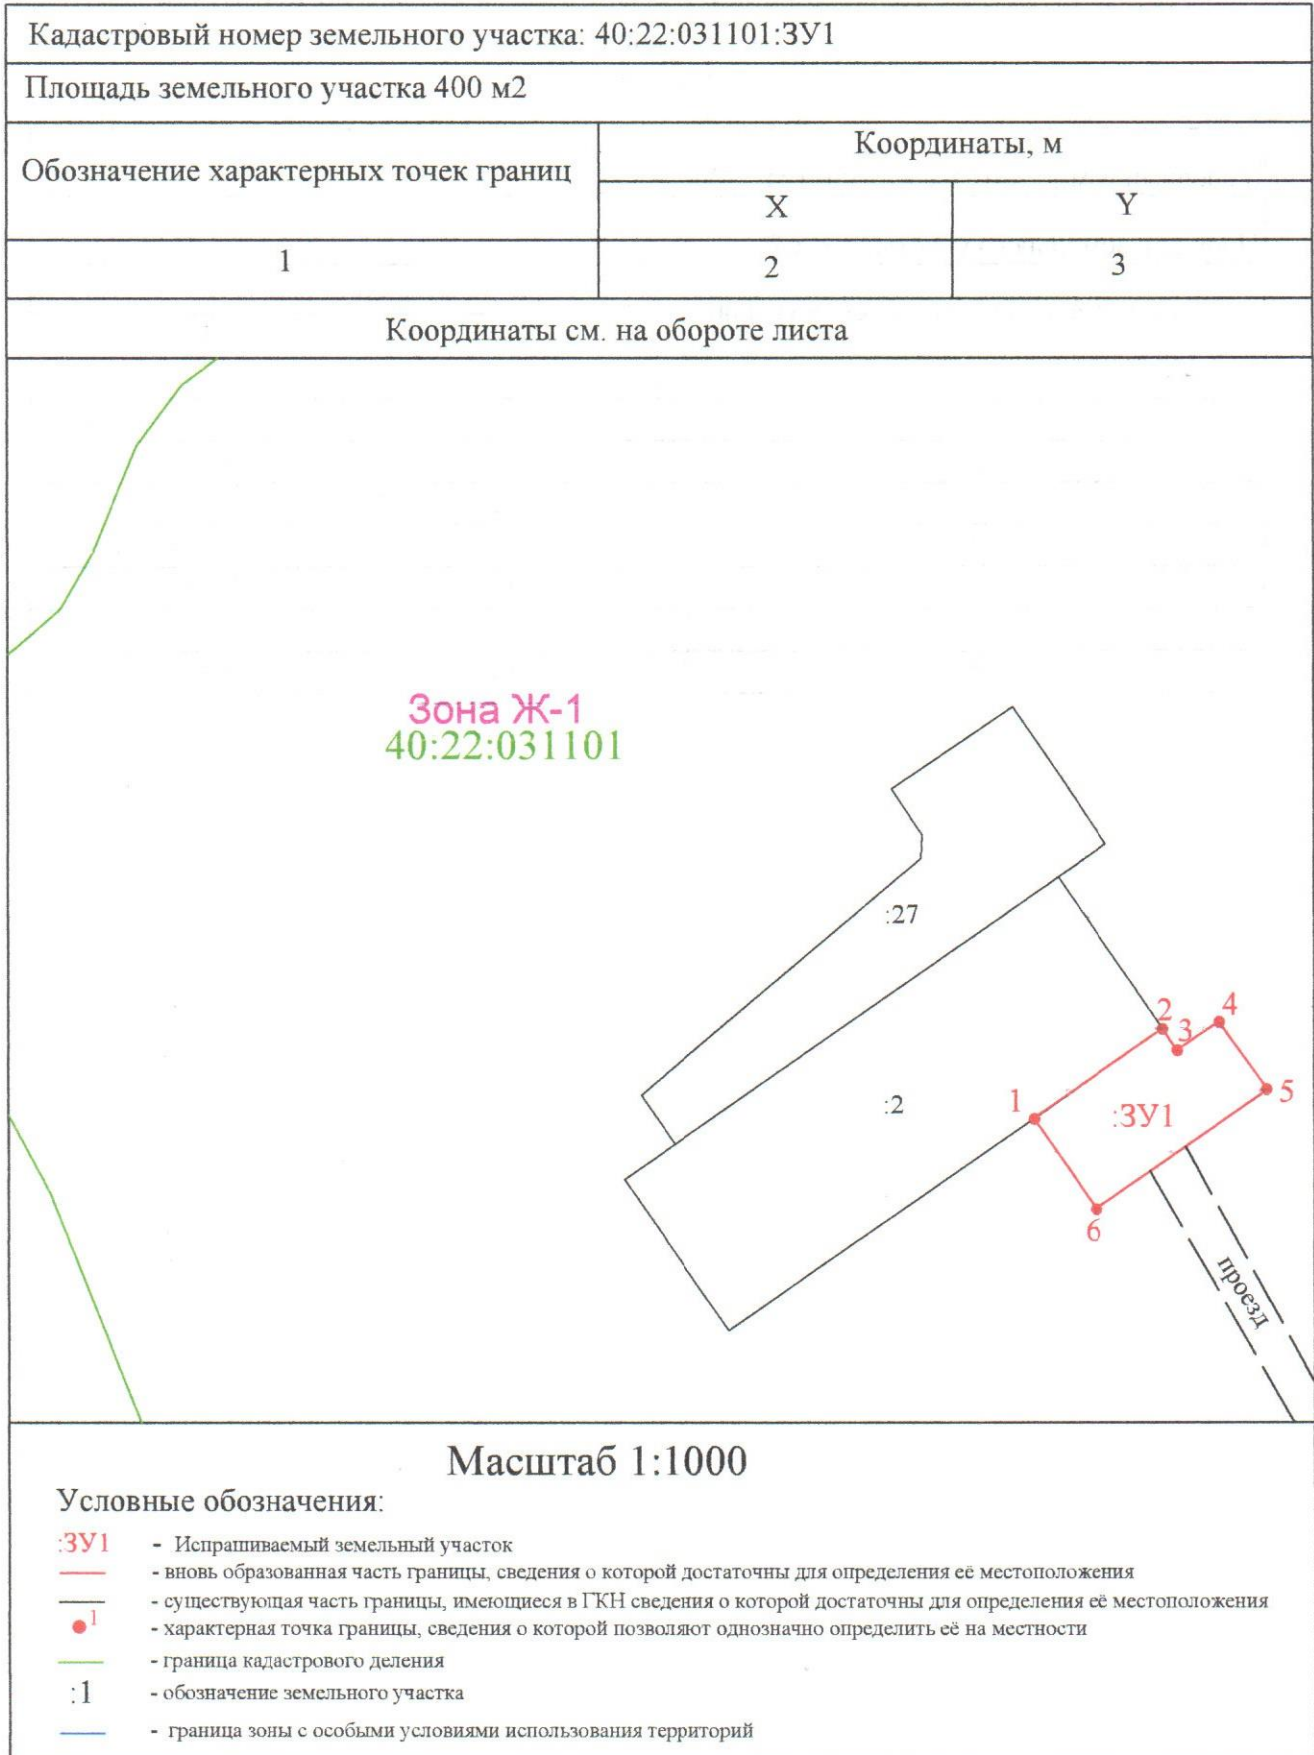 Кадастровый номер земельного участка: 40:22:031101:ЗУ1
Площадь земельного участка 400 м2
Обозначение характерных точек границ
Координаты, м
X
Y
1
2
3
Координаты см. на обороте листа
Зона Ж-1
40:22:031101
:27
:2
1
2
3
4
5
6
:ЗУ1
проезд
Масштаб 1:1000
Условные обозначения:
:ЗУ1 - Испрашиваемый земельный участок
- вновь образованная часть границы, сведения о которой достаточны для определения её местоположения
- существующая часть границы, имеющиеся в ГКН сведения о которой достаточны для определения её местоположения
1 - характерная точка границы, сведения о которой позволяют однозначно определить её на местности
- граница кадастрового деления
:1 - обозначение земельного участка
- граница зоны с особыми условиями использования территорий